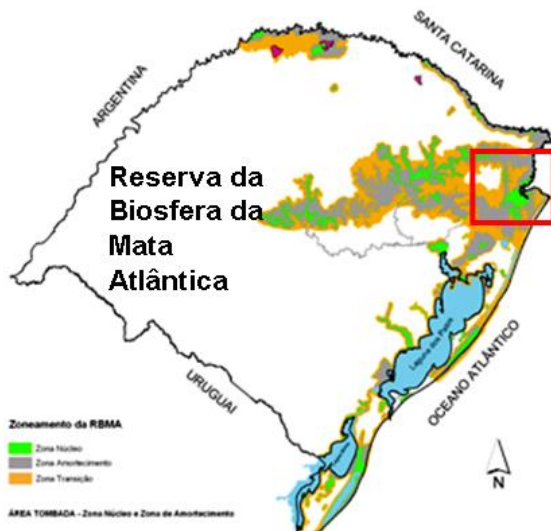 SANTA CATARINA
ARGENTINA
Reserva da
Biosfera da
Mata
Atlântica
Laguna dos Patos
OCEANO ATLÂNTICO
URUGUAI
Zoneamento da RBMA
Zona Núcleo
Zona Amortecimento
Zona Transição
N
ÁREA TOMBADA - Zona Núcleo e Zona de Amortecimento